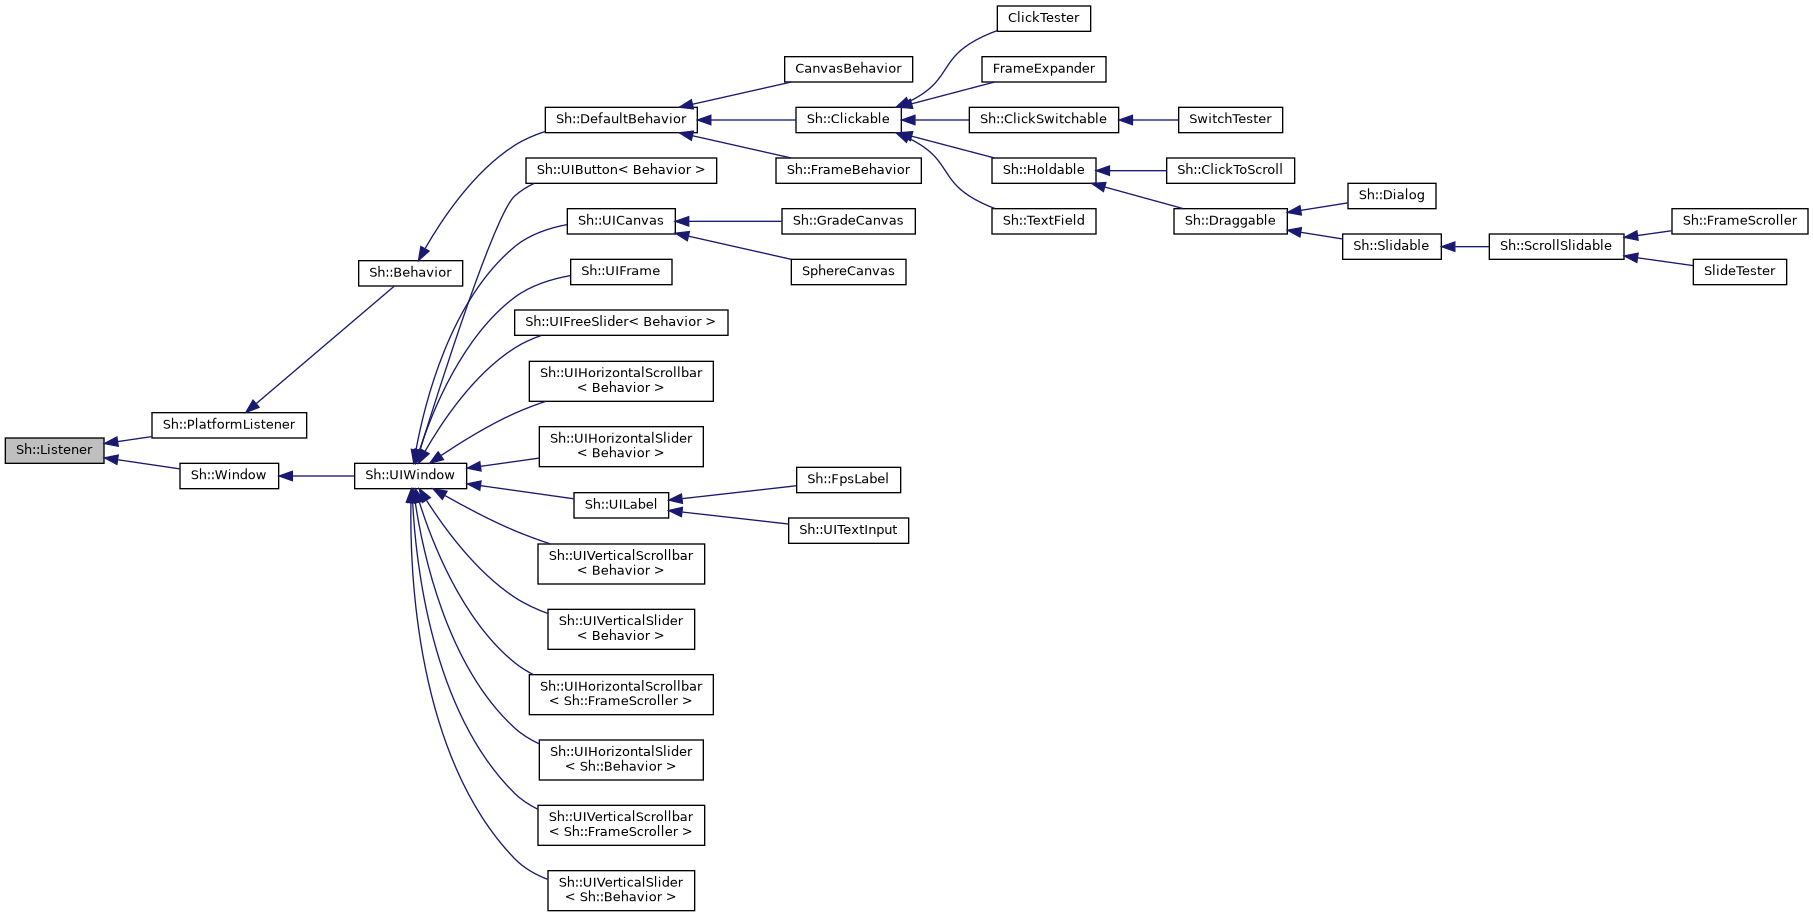 Sh::Listener
Sh::PlatformListener
Sh::Window
Sh::Behavior
Sh::UIWindow
Sh::DefaultBehavior
Sh::UIButton< Behavior >
Sh::UICanvas
Sh::UIFrame
Sh::UIFreeSlider< Behavior >
Sh::UIHorizontalScrollbar
< Behavior >
Sh::UIHorizontalSlider
< Behavior >
Sh::UILabel
Sh::UIVerticalScrollbar
< Behavior >
Sh::UIVerticalSlider
< Behavior >
Sh::UIHorizontalScrollbar
< Sh::FrameScroller >
Sh::UIHorizontalSlider
< Sh::Behavior >
Sh::UIVerticalScrollbar
< Sh::FrameScroller >
Sh::UIVerticalSlider
< Sh::Behavior >
CanvasBehavior
Sh::Clickable
Sh::FrameBehavior
Sh::GradeCanvas
SphereCanvas
Sh::FpsLabel
Sh::UITextInput
ClickTester
FrameExpander
Sh::ClickSwitchable
Sh::Holdable
Sh::TextField
SwitchTester
Sh::ClickToScroll
Sh::Draggable
Sh::Dialog
Sh::Slidable
Sh::ScrollSlidable
Sh::FrameScroller
SlideTester